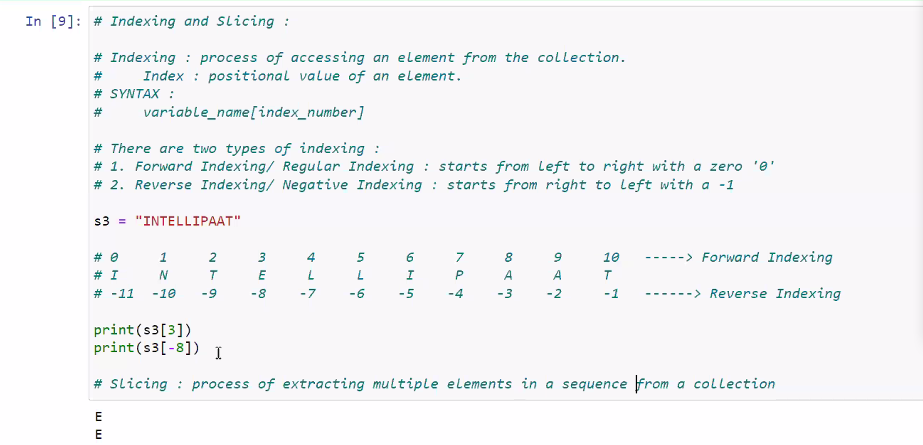 In [9]: # Indexing and Slicing :
# Indexing : process of accessing an element from the collection.
#     Index : positional value of an element.
# SYNTAX :
#     variable_name[index_number]
# There are two types of indexing :
# 1. Forward Indexing/ Regular Indexing : starts from left to right with a zero '0'
# 2. Reverse Indexing/ Negative Indexing : starts from right to left with a -1
s3 = "INTELLIPAAT"
# 0     1     2     3     4     5     6     7     8     9     10   -----> Forward Indexing
# I     N     T     E     L     L     I     P     A     A     T
# -11  -10   -9    -8    -7    -6    -5    -4    -3    -2    -1   ------> Reverse Indexing
print(s3[3])
print(s3[-8])
# Slicing : process of extracting multiple elements in a sequence from a collection
E
E